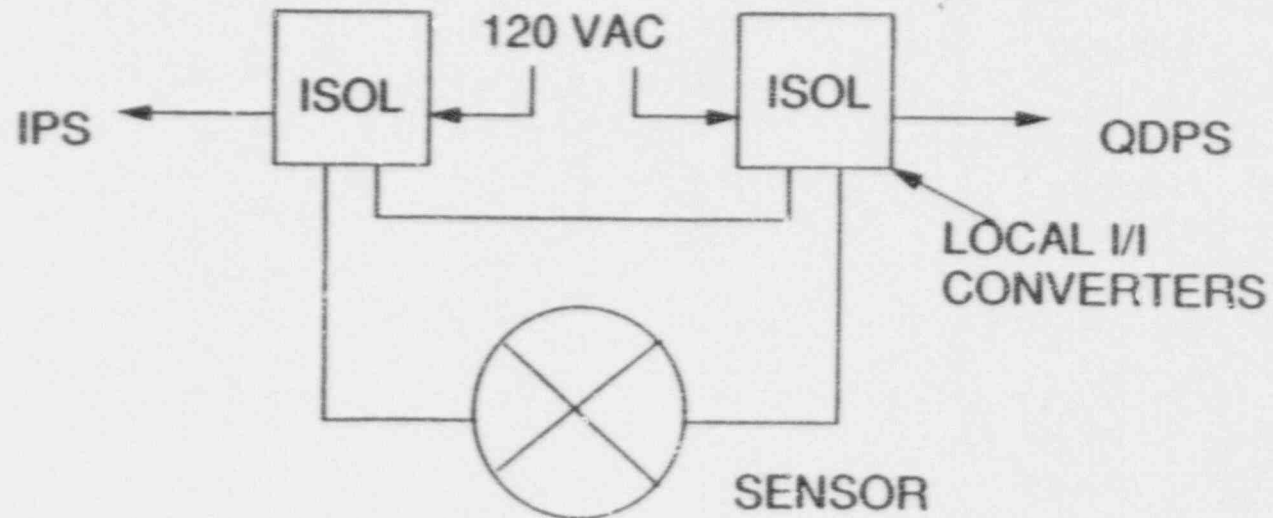 120 VAC
ISOL
ISOL
IPS
QDPS
LOCAL I/I
CONVERTERS
SENSOR